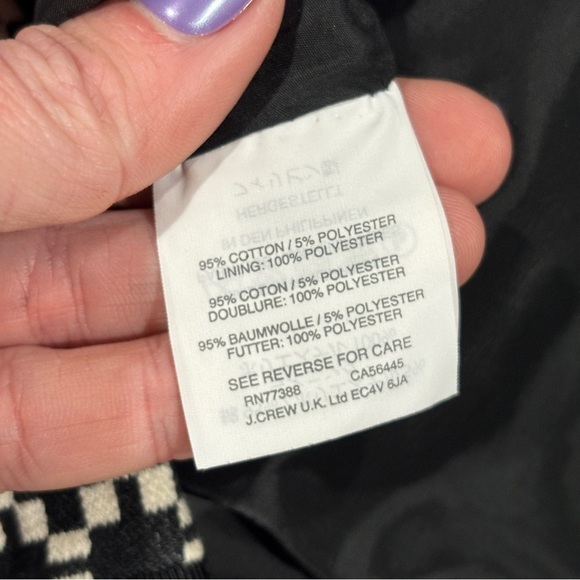 95% COTTON / 5% POLYESTER
LINING: 100% POLYESTER
95% COTON / 5% POLYESTER
DOUBLURE: 100% POLYESTER
95% BAUMWOLLE / 5% POLYESTER
FUTTER: 100% POLYESTER
SEE REVERSE FOR CARE
RN77388 CA56445
J.CREW U.K. Ltd EC4V 6JA